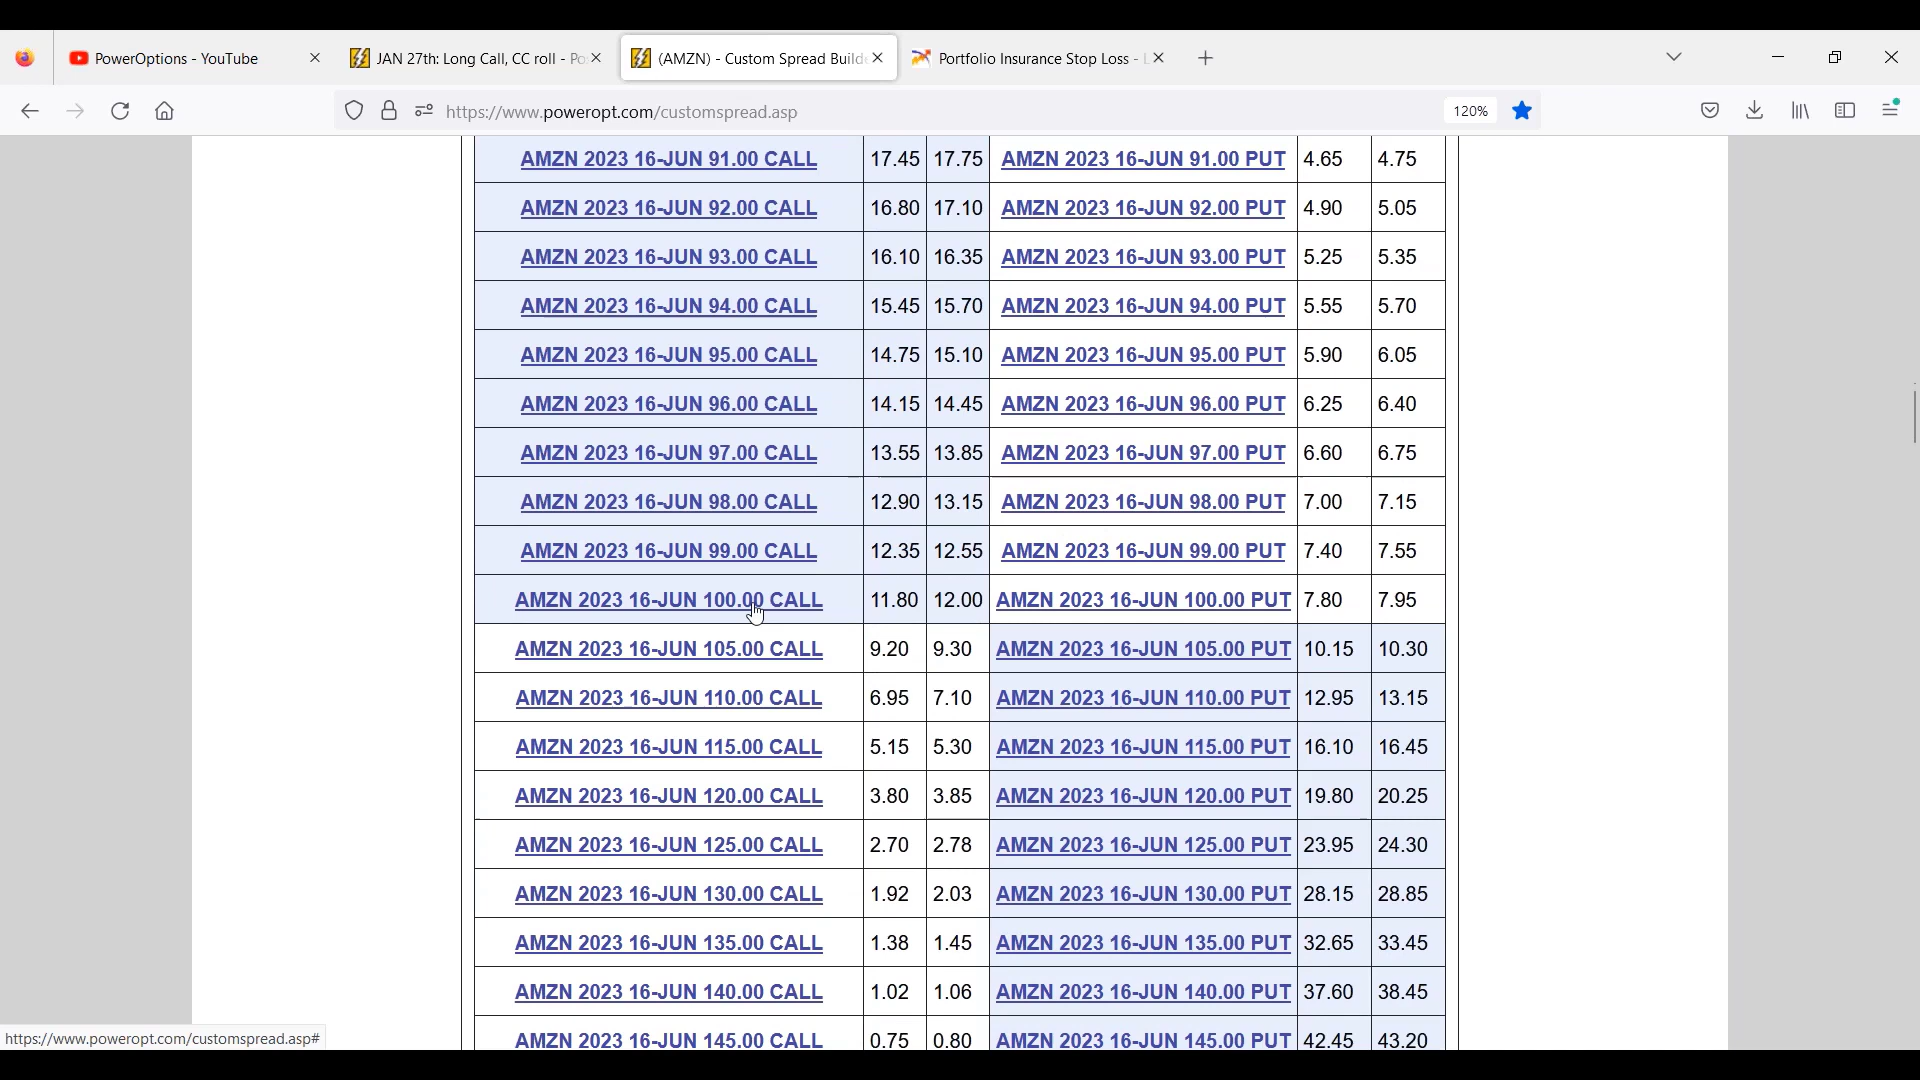 PowerOptions - YouTube
JAN 27th: Long Call, CC roll - Po
(AMZN) - Custom Spread Builde
Portfolio Insurance Stop Loss - L
https://www.poweropt.com/customspread.asp
120%
AMZN 2023 16-JUN 91.00 CALL 17.45 17.75 AMZN 2023 16-JUN 91.00 PUT 4.65 4.75
AMZN 2023 16-JUN 92.00 CALL 16.80 17.10 AMZN 2023 16-JUN 92.00 PUT 4.90 5.05
AMZN 2023 16-JUN 93.00 CALL 16.10 16.35 AMZN 2023 16-JUN 93.00 PUT 5.25 5.35
AMZN 2023 16-JUN 94.00 CALL 15.45 15.70 AMZN 2023 16-JUN 94.00 PUT 5.55 5.70
AMZN 2023 16-JUN 95.00 CALL 14.75 15.10 AMZN 2023 16-JUN 95.00 PUT 5.90 6.05
AMZN 2023 16-JUN 96.00 CALL 14.15 14.45 AMZN 2023 16-JUN 96.00 PUT 6.25 6.40
AMZN 2023 16-JUN 97.00 CALL 13.55 13.85 AMZN 2023 16-JUN 97.00 PUT 6.60 6.75
AMZN 2023 16-JUN 98.00 CALL 12.90 13.15 AMZN 2023 16-JUN 98.00 PUT 7.00 7.15
AMZN 2023 16-JUN 99.00 CALL 12.35 12.55 AMZN 2023 16-JUN 99.00 PUT 7.40 7.55
AMZN 2023 16-JUN 100.00 CALL 11.80 12.00 AMZN 2023 16-JUN 100.00 PUT 7.80 7.95
AMZN 2023 16-JUN 105.00 CALL 9.20 9.30 AMZN 2023 16-JUN 105.00 PUT 10.15 10.30
AMZN 2023 16-JUN 110.00 CALL 6.95 7.10 AMZN 2023 16-JUN 110.00 PUT 12.95 13.15
AMZN 2023 16-JUN 115.00 CALL 5.15 5.30 AMZN 2023 16-JUN 115.00 PUT 16.10 16.45
AMZN 2023 16-JUN 120.00 CALL 3.80 3.85 AMZN 2023 16-JUN 120.00 PUT 19.80 20.25
AMZN 2023 16-JUN 125.00 CALL 2.70 2.78 AMZN 2023 16-JUN 125.00 PUT 23.95 24.30
AMZN 2023 16-JUN 130.00 CALL 1.92 2.03 AMZN 2023 16-JUN 130.00 PUT 28.15 28.85
AMZN 2023 16-JUN 135.00 CALL 1.38 1.45 AMZN 2023 16-JUN 135.00 PUT 32.65 33.45
AMZN 2023 16-JUN 140.00 CALL 1.02 1.06 AMZN 2023 16-JUN 140.00 PUT 37.60 38.45
AMZN 2023 16-JUN 145.00 CALL 0.75 0.80 AMZN 2023 16-JUN 145.00 PUT 42.45 43.20
https://www.poweropt.com/customspread.asp#